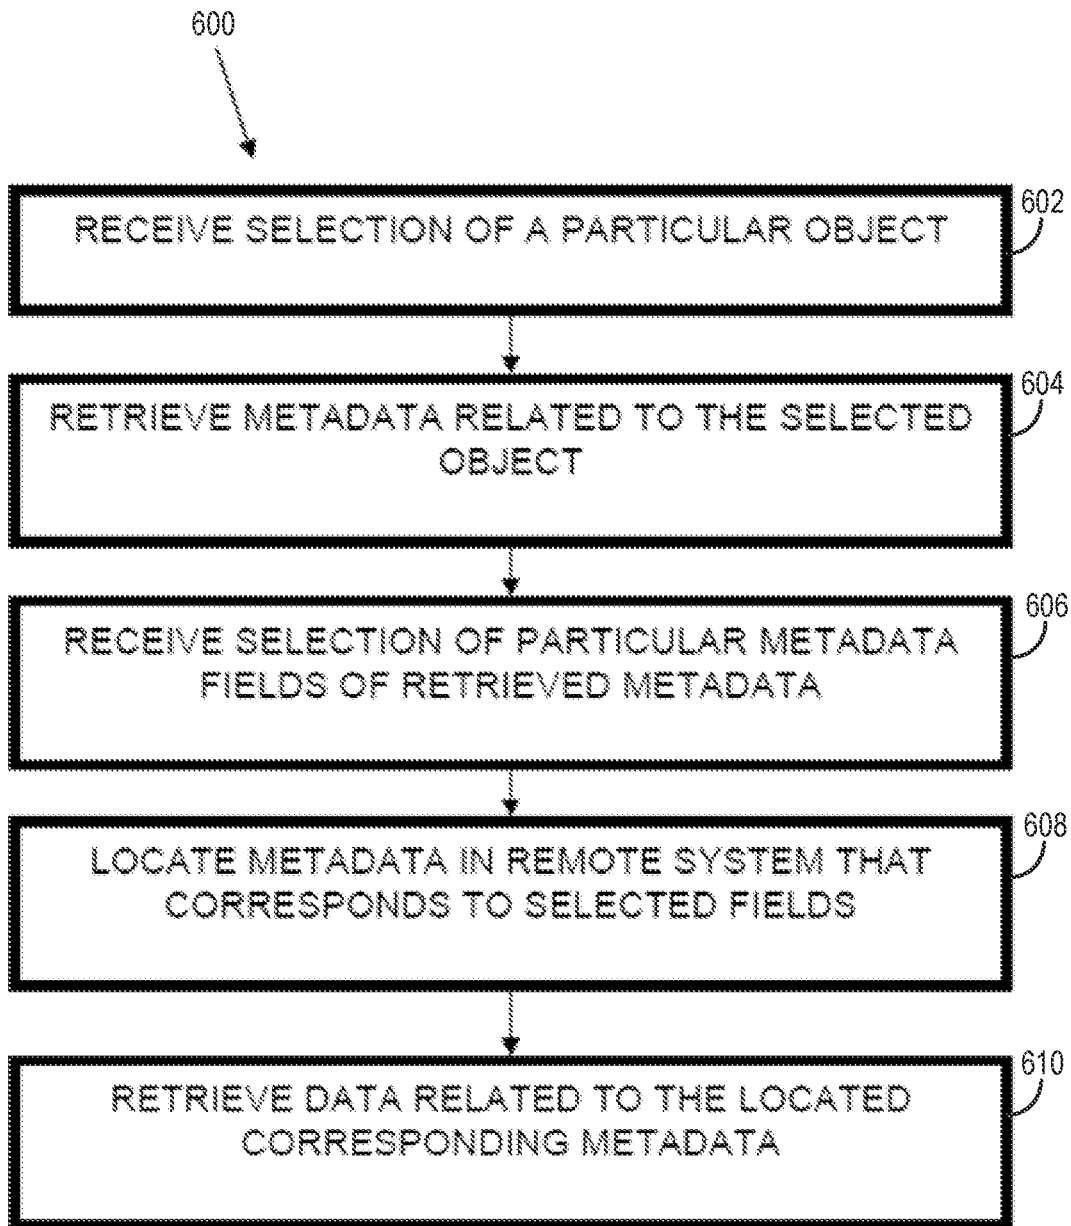 600
RECEIVE SELECTION OF A PARTICULAR OBJECT
602
RETRIEVE METADATA RELATED TO THE SELECTED
OBJECT
604
RECEIVE SELECTION OF PARTICULAR METADATA
FIELDS OF RETRIEVED METADATA
606
LOCATE METADATA IN REMOTE SYSTEM THAT
CORRESPONDS TO SELECTED FIELDS
608
RETRIEVE DATA RELATED TO THE LOCATED
CORRESPONDING METADATA
610